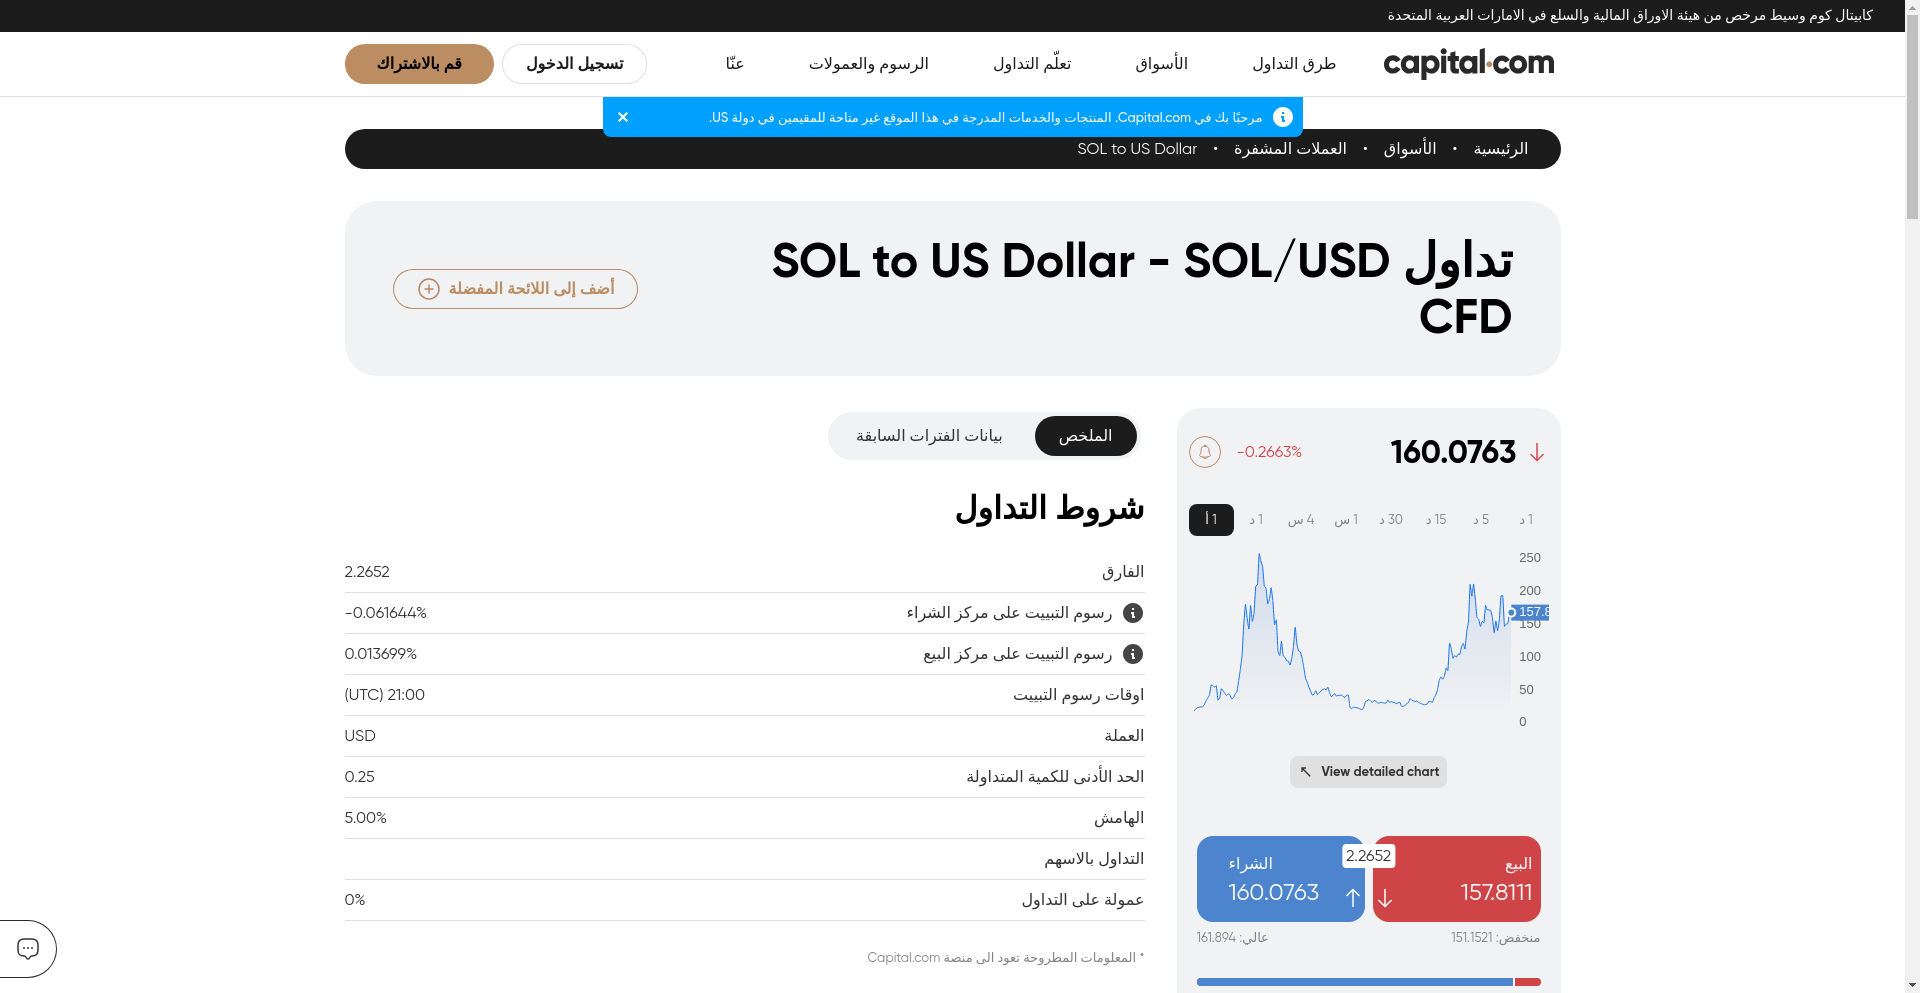 كابيتال كوم وسيط مرخص من هيئة الاوراق المالية والسلع في الامارات العربية المتحدة
capital.com
طرق التداول
الأسواق
تعلّم التداول
الرسوم والعمولات
عنّا
تسجيل الدخول
قم بالاشتراك
مرحبًا بك في Capital.com. المنتجات والخدمات المدرجة في هذا الموقع غير متاحة للمقيمين في دولة US.
الرئيسية • الأسواق • العملات المشفرة • SOL to US Dollar
تداول SOL to US Dollar - SOL/USD
CFD
أضف إلى اللائحة المفضلة
160.0763
-0.2663%
1 د
5 د
15 د
30 د
1 س
4 س
1 د
1 أ
250
200
157.8
150
100
50
0
View detailed chart
البيع
157.8111
2.2652
الشراء
160.0763
منخفض: 151.1521
عالي: 161.894
الملخص
بيانات الفترات السابقة
شروط التداول
الفارق 2.2652
رسوم التبييت على مركز الشراء -0.061644%
رسوم التبييت على مركز البيع 0.013699%
اوقات رسوم التبييت 21:00 (UTC)
العملة USD
الحد الأدنى للكمية المتداولة 0.25
الهامش 5.00%
التداول بالاسهم
عمولة على التداول 0%
* المعلومات المطروحة تعود الى منصة Capital.com